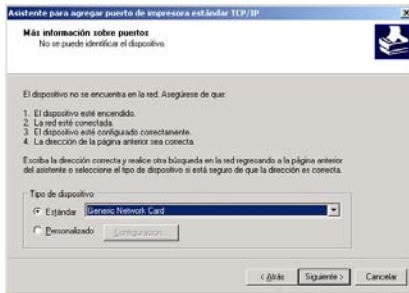 Asistente para agregar puerto de impresora estándar TCP/IP
Más información sobre puertos
No se puede identificar el dispositivo.
El dispositivo no se encuentra en la red. Asegúrese de que:
1. El dispositivo esté encendido.
2. La red esté conectada.
3. El dispositivo esté configurado correctamente.
4. La dirección de la página anterior sea correcta.
Escriba la dirección correcta y realice otra búsqueda en la red regresando a la página anterior
del asistente o seleccione el tipo de dispositivo si está seguro de que la dirección es correcta.
Tipo de dispositivo
Estándar Generic Network Card
Personalizado Configuración...
< Atrás Siguiente > Cancelar